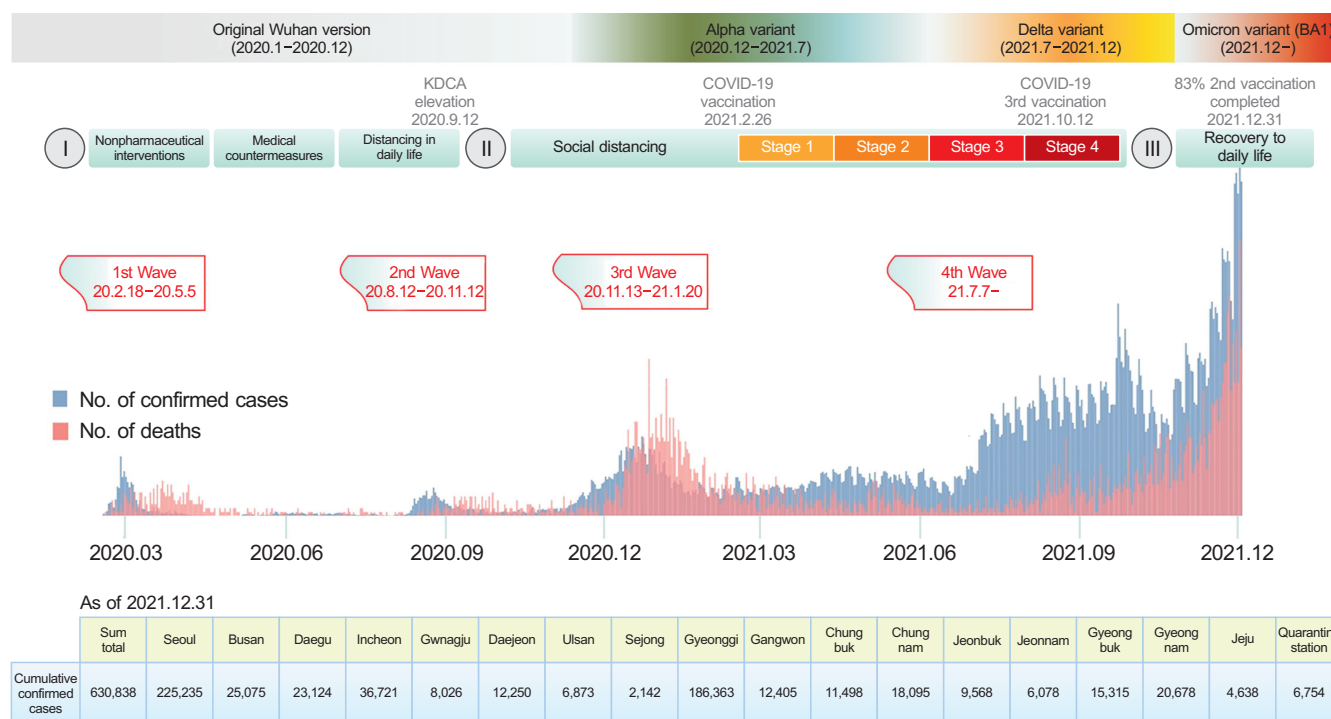 Original Wuhan version
(2020.1−2020.12)
Alpha variant
(2020.12−2021.7)
Delta variant
(2021.7−2021.12)
Omicron variant (BA1)
(2021.12−)
KDCA
elevation
2020.9.12
COVID-19
vaccination
2021.2.26
COVID-19
3rd vaccination
2021.10.12
83% 2nd vaccination
completed
2021.12.31
I
Nonpharmaceutical
interventions
Medical
countermeasures
Distancing in
daily life
II
Social distancing
Stage 1
Stage 2
Stage 3
Stage 4
III
Recovery to
daily life
1st Wave
20.2.18−20.5.5
2nd Wave
20.8.12−20.11.12
3rd Wave
20.11.13−21.1.20
4th Wave
21.7.7−
No. of confirmed cases
No. of deaths
2020.03 2020.06 2020.09 2020.12 2021.03 2021.06 2021.09 2021.12
As of 2021.12.31
Sum total Seoul Busan Daegu Incheon Gwnagju Daejeon Ulsan Sejong Gyeonggi Gangwon Chung buk Chung nam Jeonbuk Jeonnam Gyeong buk Gyeong nam Jeju Quarantin station
Cumulative confirmed cases 630,838 225,235 25,075 23,124 36,721 8,026 12,250 6,873 2,142 186,363 12,405 11,498 18,095 9,568 6,078 15,315 20,678 4,638 6,754